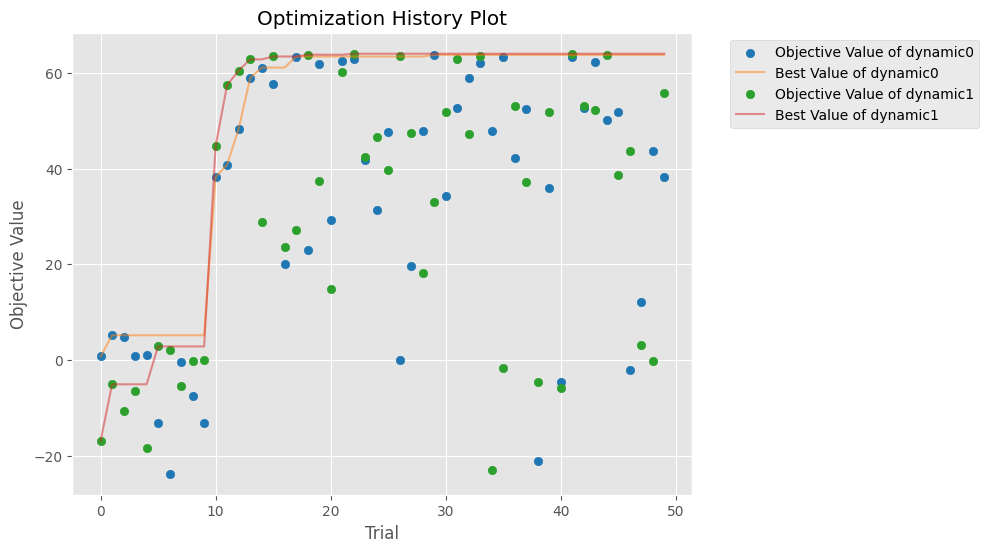 Optimization History Plot
Objective Value
60
40
20
0
−20
0 10 20 30 40 50
Trial
Objective Value of dynamic0
Best Value of dynamic0
Objective Value of dynamic1
Best Value of dynamic1